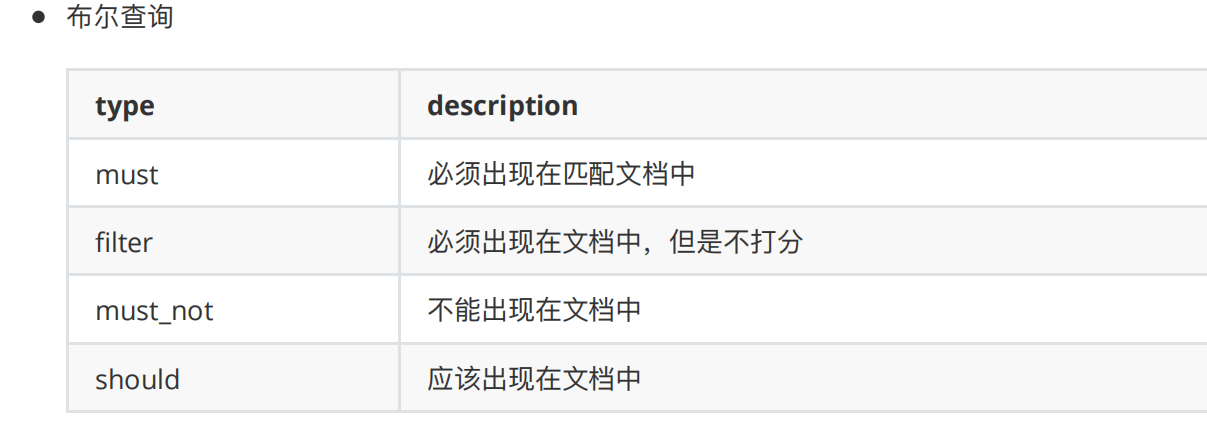 布尔查询
type description
must 必须出现在匹配文档中
filter 必须出现在文档中，但是不打分
must_not 不能出现在文档中
should 应该出现在文档中